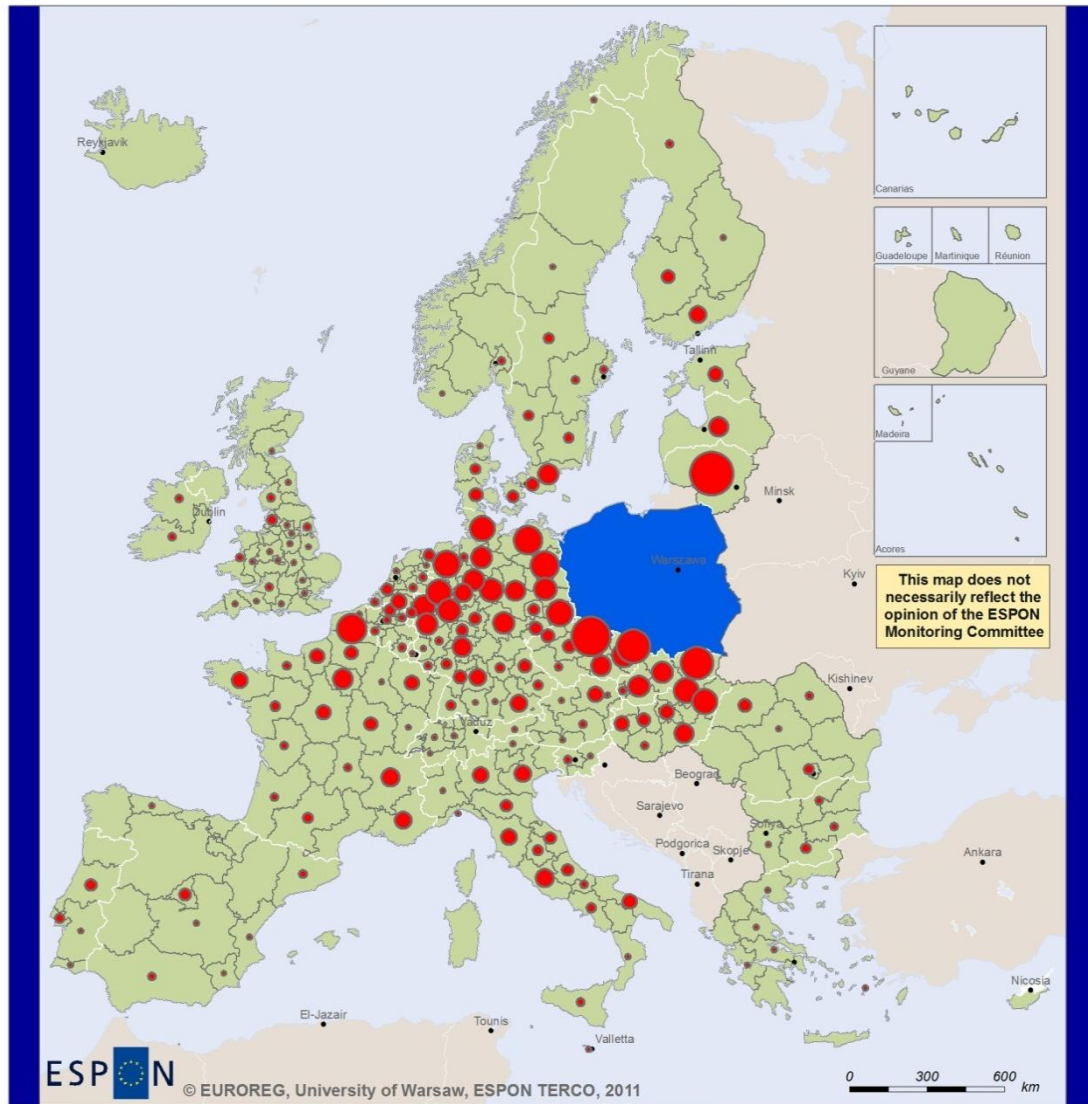 Reykjavik
Canarias
Guadeloupe
Martinique
Réunion
Guyane
Tallinn
Madeira
Dublin
Minsk
Acores
Warszawa
Kyiv
This map does not
necessarily reflect the
opinion of the ESPON
Monitoring Committee
Kishinev
Vaduz
Beograd
Sarajevo
Sofiya
Podgorica
Skopje
Tirana
Ankara
Nicosia
El-Jazair
Tounis
Valletta
ESPON
© EUROREG, University of Warsaw, ESPON TERCO, 2011
0 300 600
km